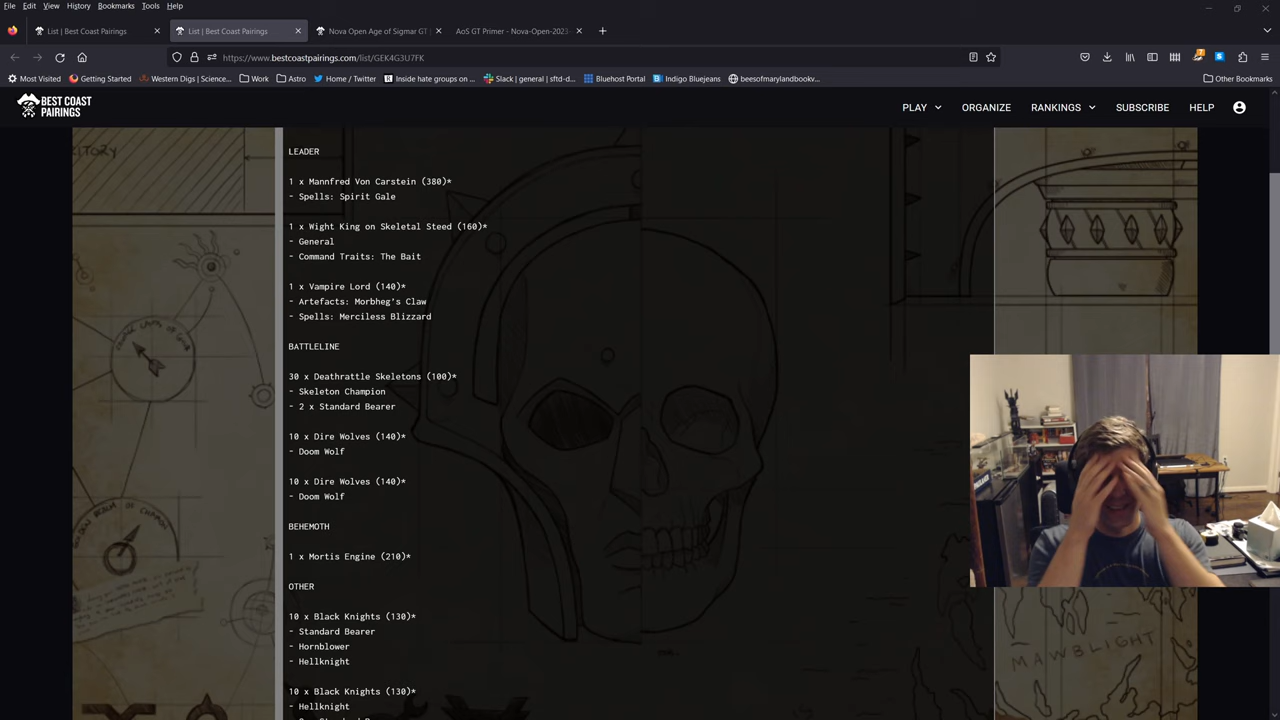 File Edit View History Bookmarks Tools Help
List | Best Coast Pairings
List | Best Coast Pairings
Nova Open Age of Sigmar GT
AoS GT Primer - Nova-Open-2023
https://www.bestcoastpairings.com/list/GEK4G3U7FK
Most Visited Getting Started Western Digs | Science... Work Astro Home / Twitter Inside hate groups on ... Slack | general | sftd-d... Bluehost Portal Indigo Bluejeans beesofmarylandbookv... Other Bookmarks
BEST COAST
PAIRINGS
PLAY ORGANIZE RANKINGS SUBSCRIBE HELP
LEADER
1 x Mannfred Von Carstein (380)*
- Spells: Spirit Gale
1 x Wight King on Skeletal Steed (160)*
- General
- Command Traits: The Bait
1 x Vampire Lord (140)*
- Artefacts: Morbheg's Claw
- Spells: Merciless Blizzard
BATTLELINE
30 x Deathrattle Skeletons (100)*
- Skeleton Champion
- 2 x Standard Bearer
10 x Dire Wolves (140)*
- Doom Wolf
10 x Dire Wolves (140)*
- Doom Wolf
BEHEMOTH
1 x Mortis Engine (210)*
OTHER
10 x Black Knights (130)*
- Standard Bearer
- Hornblower
- Hellknight
10 x Black Knights (130)*
- Hellknight
MAWBLIGHT